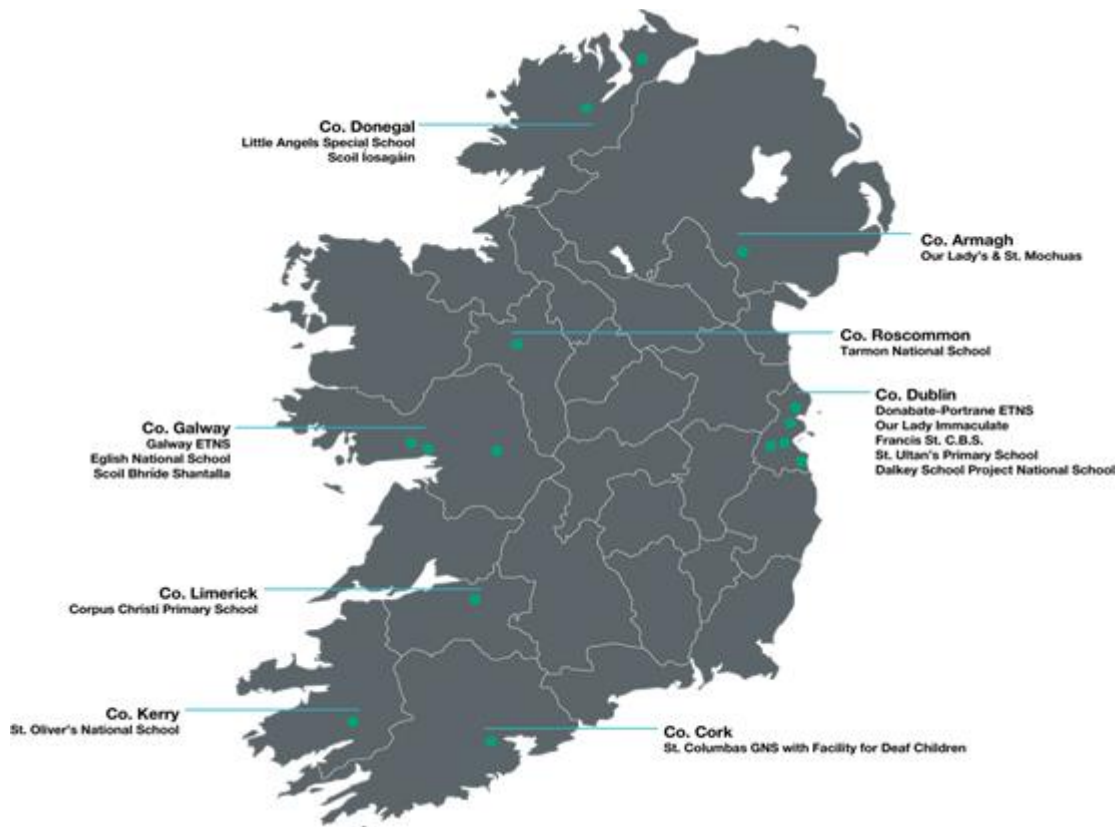 Co. Donegal
Little Angels Special School
Scoil Íosagáin
Co. Armagh
Our Lady's & St. Mochuas
Co. Roscommon
Tarmon National School
Co. Dublin
Donabate-Portrane ETNS
Our Lady Immaculate
Francis St. C.B.S.
St. Ultan's Primary School
Dalkey School Project National School
Co. Galway
Galway ETNS
Eglish National School
Scoil Bhríde Shantalla
Co. Limerick
Corpus Christi Primary School
Co. Kerry
St. Oliver's National School
Co. Cork
St. Columbas GNS with Facility for Deaf Children